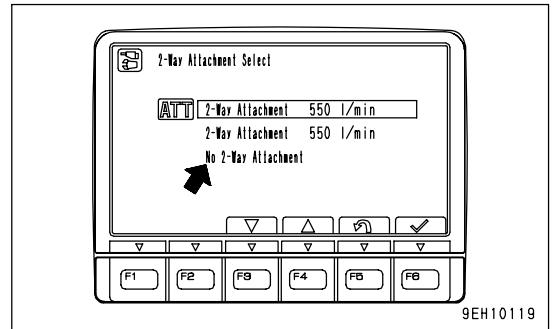 2-Way Attachment Select
ATT 2-Way Attachment 550 l/min
2-Way Attachment 550 l/min
No 2-Way Attachment
F1 F2 F3 F4 F5 F6
9EH10119